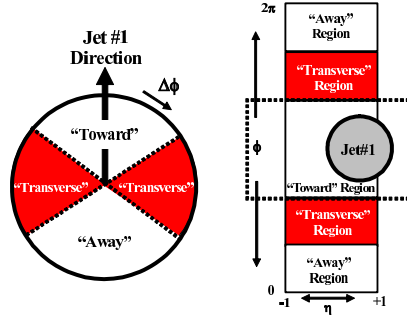 Jet #1
Direction
Δϕ
“Toward”
“Transverse”
“Transverse”
“Away”
2π
“Away”
Region
“Transverse”
Region
ϕ
Jet#1
“Toward” Region
“Transverse”
Region
“Away”
Region
0
-1
+1
η